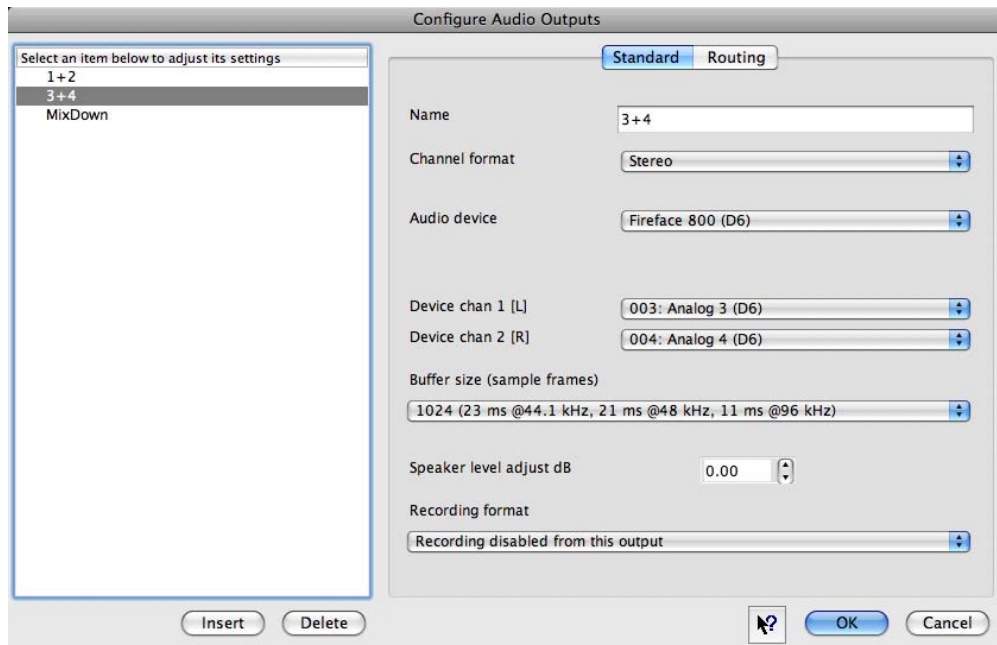 Configure Audio Outputs
Select an item below to adjust its settings
1+2
3+4
MixDown
Insert
Delete
Standard
Routing
Name
3+4
Channel format
Stereo
Audio device
Fireface 800 (D6)
Device chan 1 [L]
003: Analog 3 (D6)
Device chan 2 [R]
004: Analog 4 (D6)
Buffer size (sample frames)
1024 (23 ms @44.1 kHz, 21 ms @48 kHz, 11 ms @96 kHz)
Speaker level adjust dB
0.00
Recording format
Recording disabled from this output
?
OK
Cancel